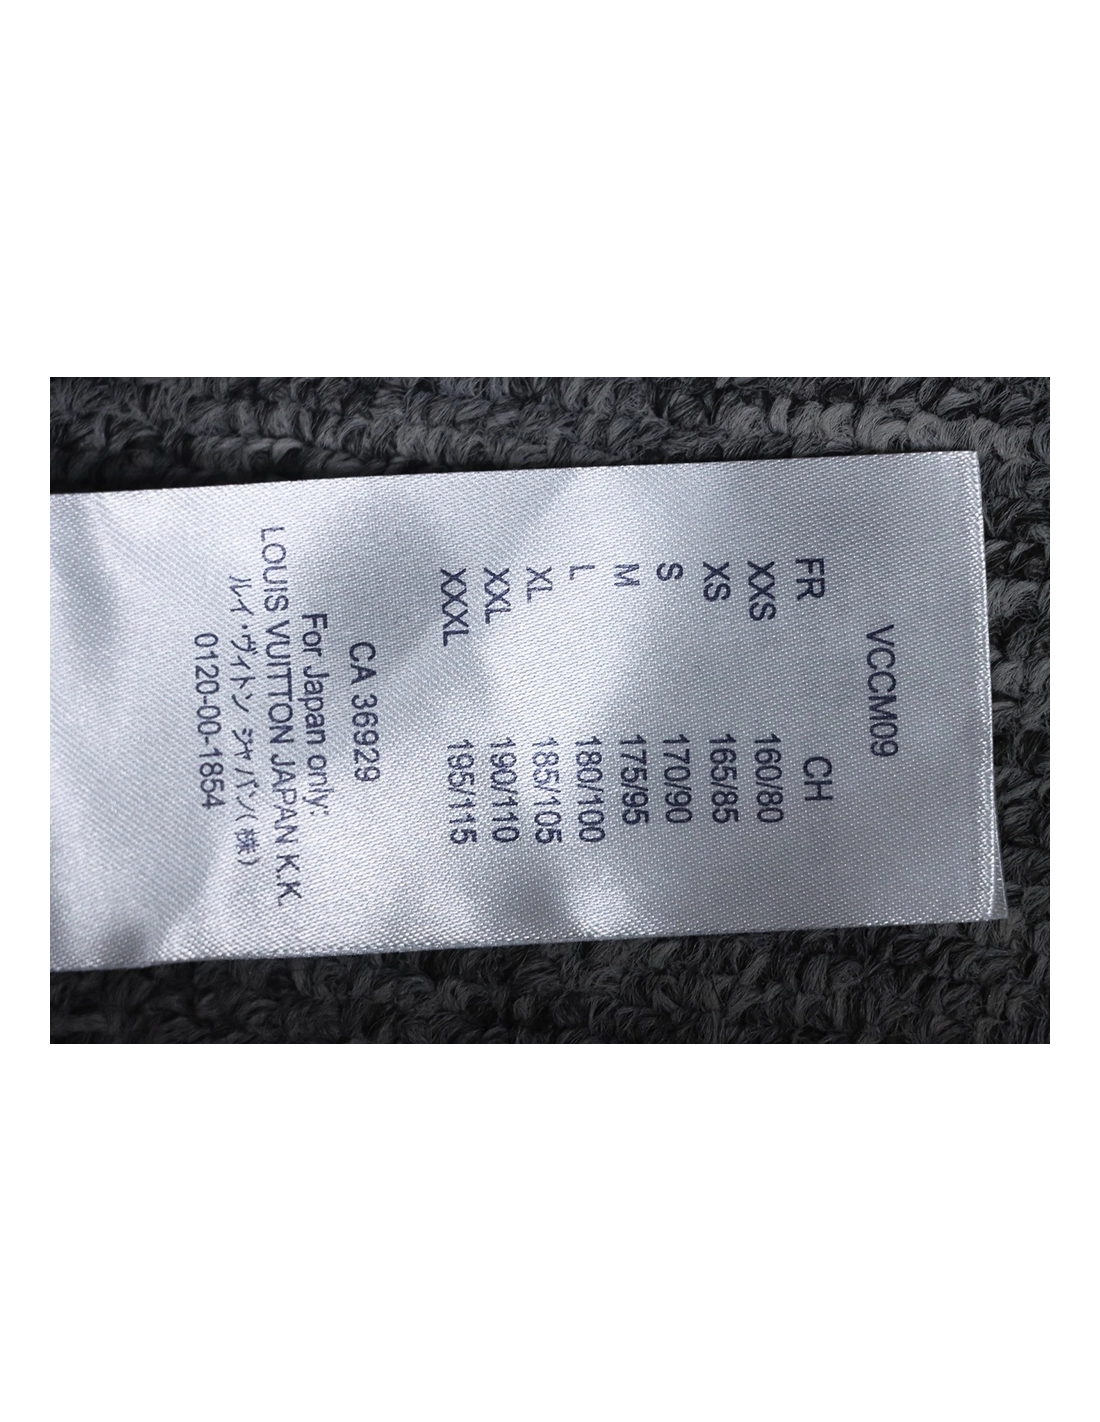 VCCM09
FR CH
XXS 160/80
XS 165/85
S 170/90
M 175/95
L 180/100
XL 185/105
XXL 190/110
XXXL 195/115
CA 36929
For Japan only:
LOUIS VUITTON JAPAN K.K.
ルイ・ヴィトン ジャパン(株)
0120-00-1854